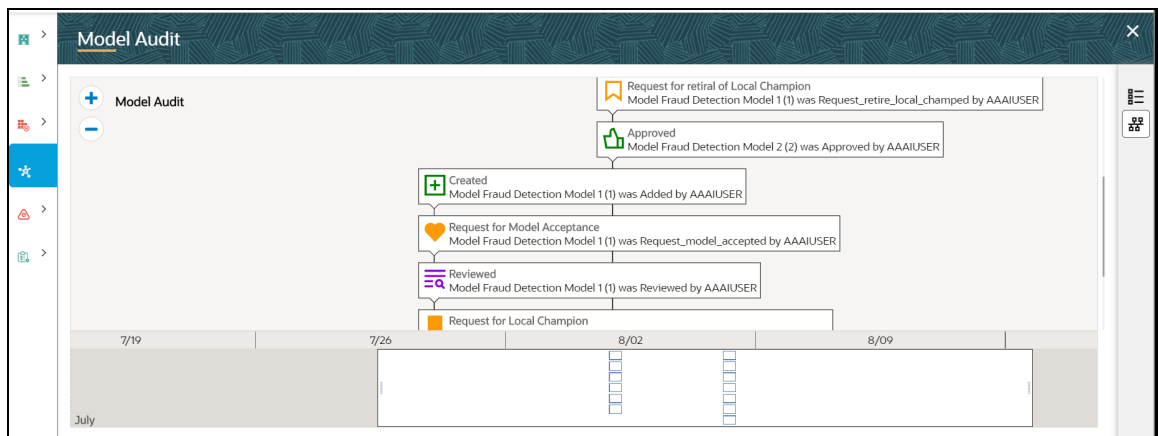 Model Audit
Model Audit
Request for retiral of Local Champion
Model Fraud Detection Model 1 (1) was Request_retire_local_champed by AAAIUSER
Approved
Model Fraud Detection Model 2 (2) was Approved by AAAIUSER
Created
Model Fraud Detection Model 1 (1) was Added by AAAIUSER
Request for Model Acceptance
Model Fraud Detection Model 1 (1) was Request_model_accepted by AAAIUSER
Reviewed
Model Fraud Detection Model 1 (1) was Reviewed by AAAIUSER
Request for Local Champion
7/19 7/26 8/02 8/09
July